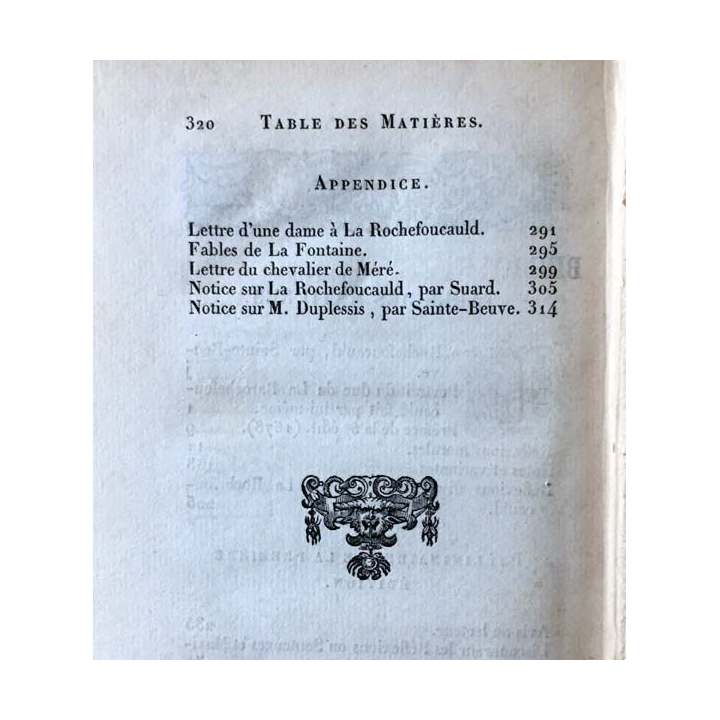 320 TABLE DES MATIÈRES.
APPENDICE.
Lettre d'une dame à La Rochefoucauld. 291
Fables de La Fontaine. 295
Lettre du chevalier de Méré. 299
Notice sur La Rochefoucauld, par Suard. 305
Notice sur M. Duplessis, par Sainte-Beuve. 314